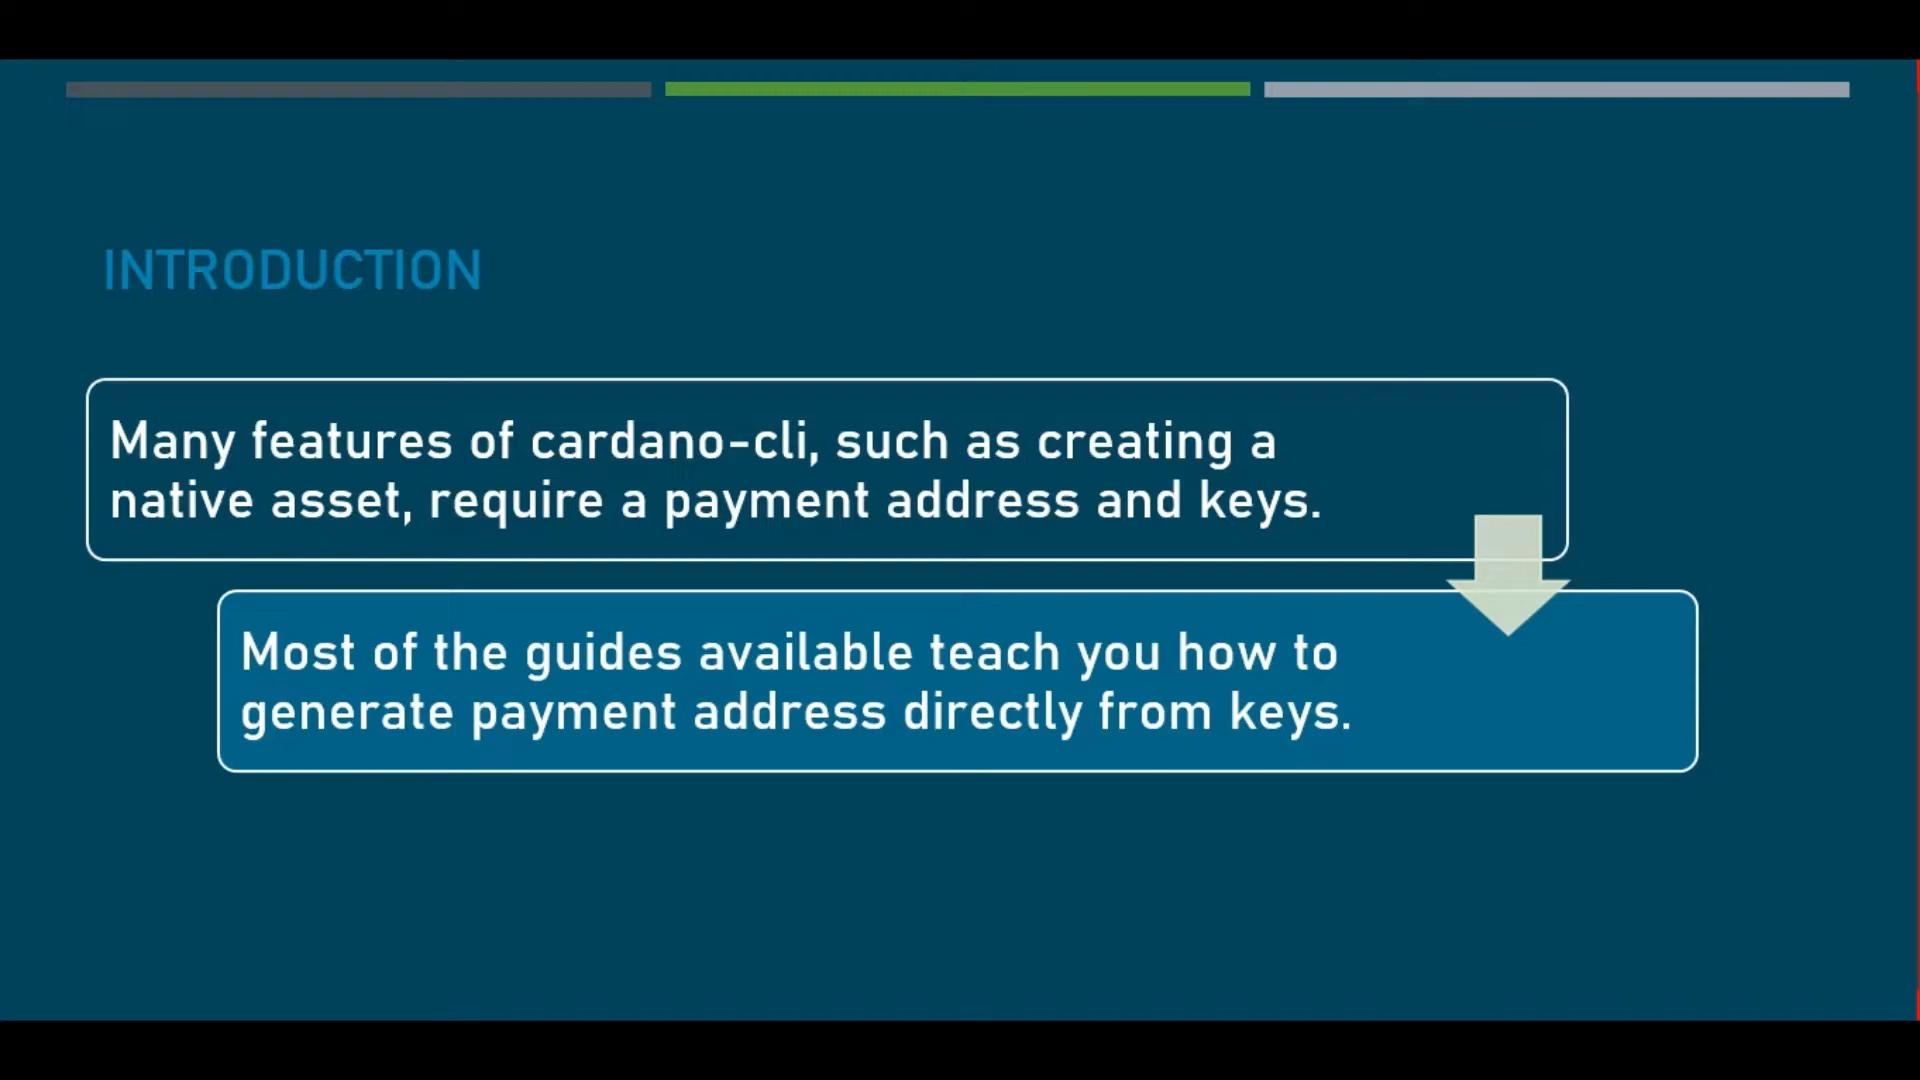 INTRODUCTION
Many features of cardano-cli, such as creating a
native asset, require a payment address and keys.
Most of the guides available teach you how to
generate payment address directly from keys.